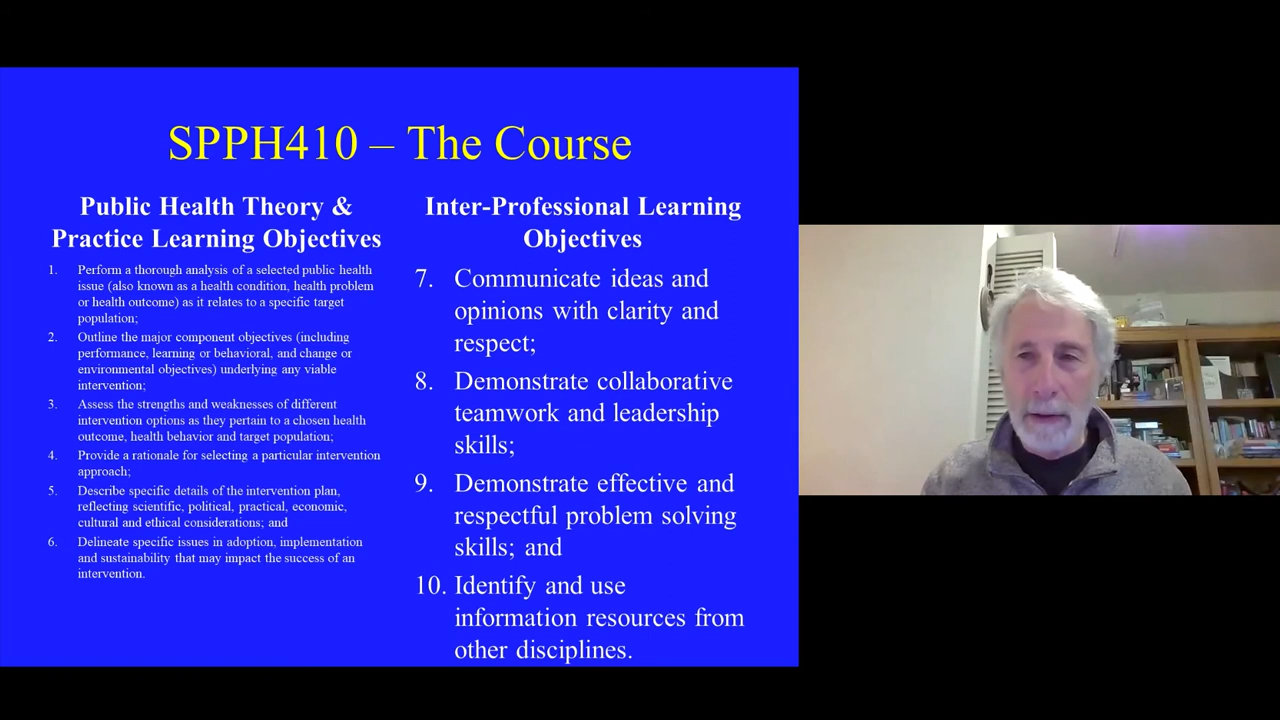 SPPH410 – The Course
Public Health Theory &
Practice Learning Objectives
1. Perform a thorough analysis of a selected public health
issue (also known as a health condition, health problem
or health outcome) as it relates to a specific target
population;
2. Outline the major component objectives (including
performance, learning or behavioral, and change or
environmental objectives) underlying any viable
intervention;
3. Assess the strengths and weaknesses of different
intervention options as they pertain to a chosen health
outcome, health behavior and target population;
4. Provide a rationale for selecting a particular intervention
approach;
5. Describe specific details of the intervention plan,
reflecting scientific, political, practical, economic,
cultural and ethical considerations; and
6. Delineate specific issues in adoption, implementation
and sustainability that may impact the success of an
intervention.
Inter-Professional Learning
Objectives
7. Communicate ideas and
opinions with clarity and
respect;
8. Demonstrate collaborative
teamwork and leadership
skills;
9. Demonstrate effective and
respectful problem solving
skills; and
10. Identify and use
information resources from
other disciplines.